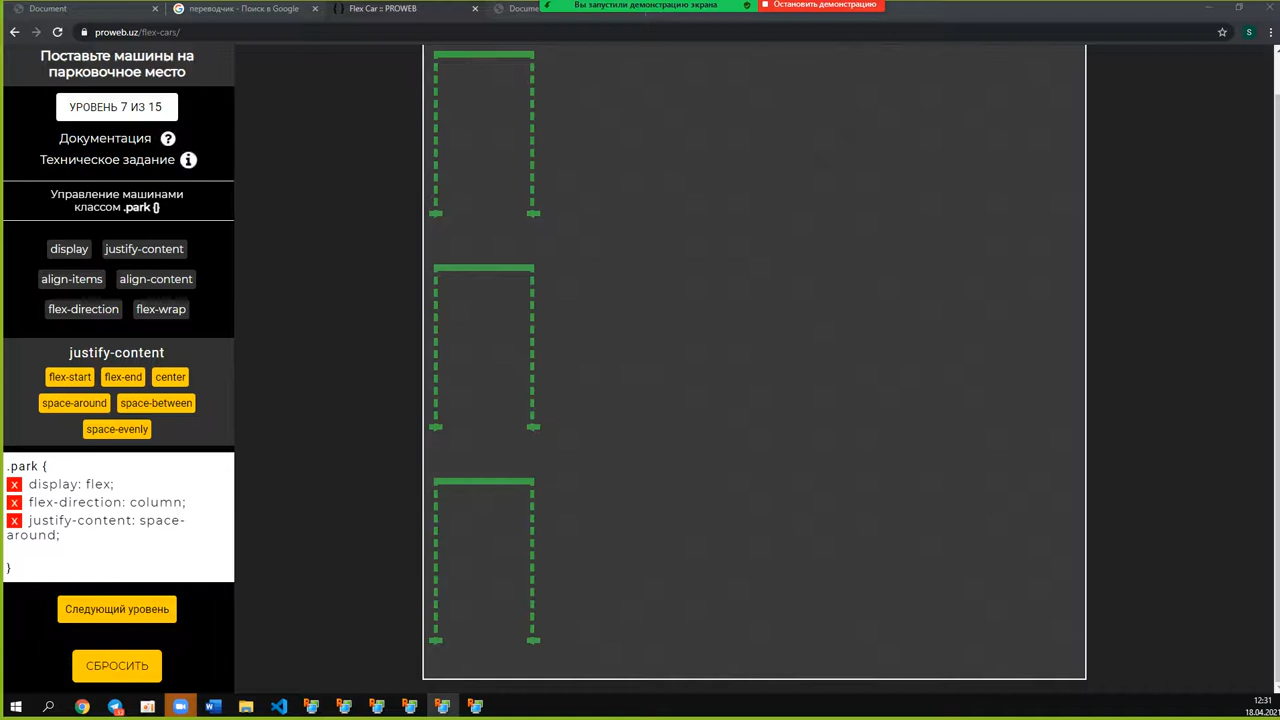 Document
переводчик - Поиск в Google
Flex Car :: PROWEB
Docume
Вы запустили демонстрацию экрана
Остановить демонстрацию
proweb.uz/flex-cars/
S
Поставьте машины на
парковочное место
УРОВЕНЬ 7 ИЗ 15
Документация ?
Техническое задание i
Управление машинами
классом .park {}
display justify-content
align-items align-content
flex-direction flex-wrap
justify-content
flex-start flex-end center
space-around space-between
space-evenly
.park {
x display: flex;
x flex-direction: column;
x justify-content: space-
around;
}
Следующий уровень
СБРОСИТЬ
12:31
18.04.202